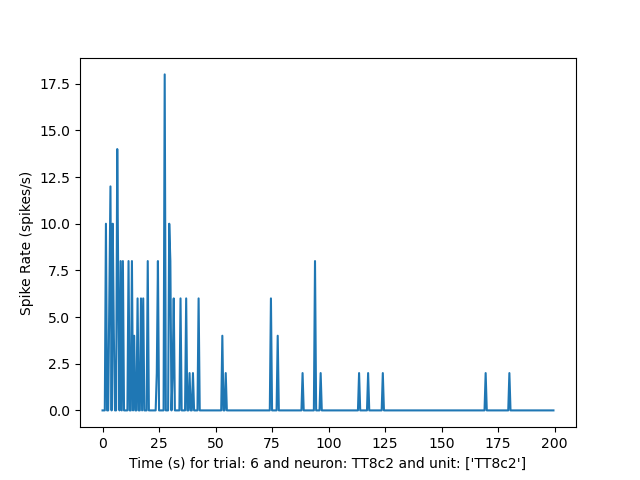 17.5
15.0
12.5
10.0
7.5
5.0
2.5
0.0
Spike Rate (spikes/s)
0 25 50 75 100 125 150 175 200
Time (s) for trial: 6 and neuron: TT8c2 and unit: ['TT8c2']